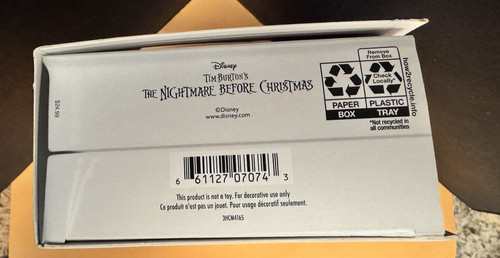 Disney
TIM BURTON'S
THE NIGHTMARE BEFORE CHRISTMAS
©Disney
www.disney.com
$24.99
Remove
From Box
Check
Locally*
PAPER
BOX
PLASTIC
TRAY
*Not recycled in
all communities
how2recycle.info
6 61127 07074 3
This product is not a toy. For decorative use only
Ce produit n'est pas un jouet. Pour usage décoratif seulement.
3HCM4165